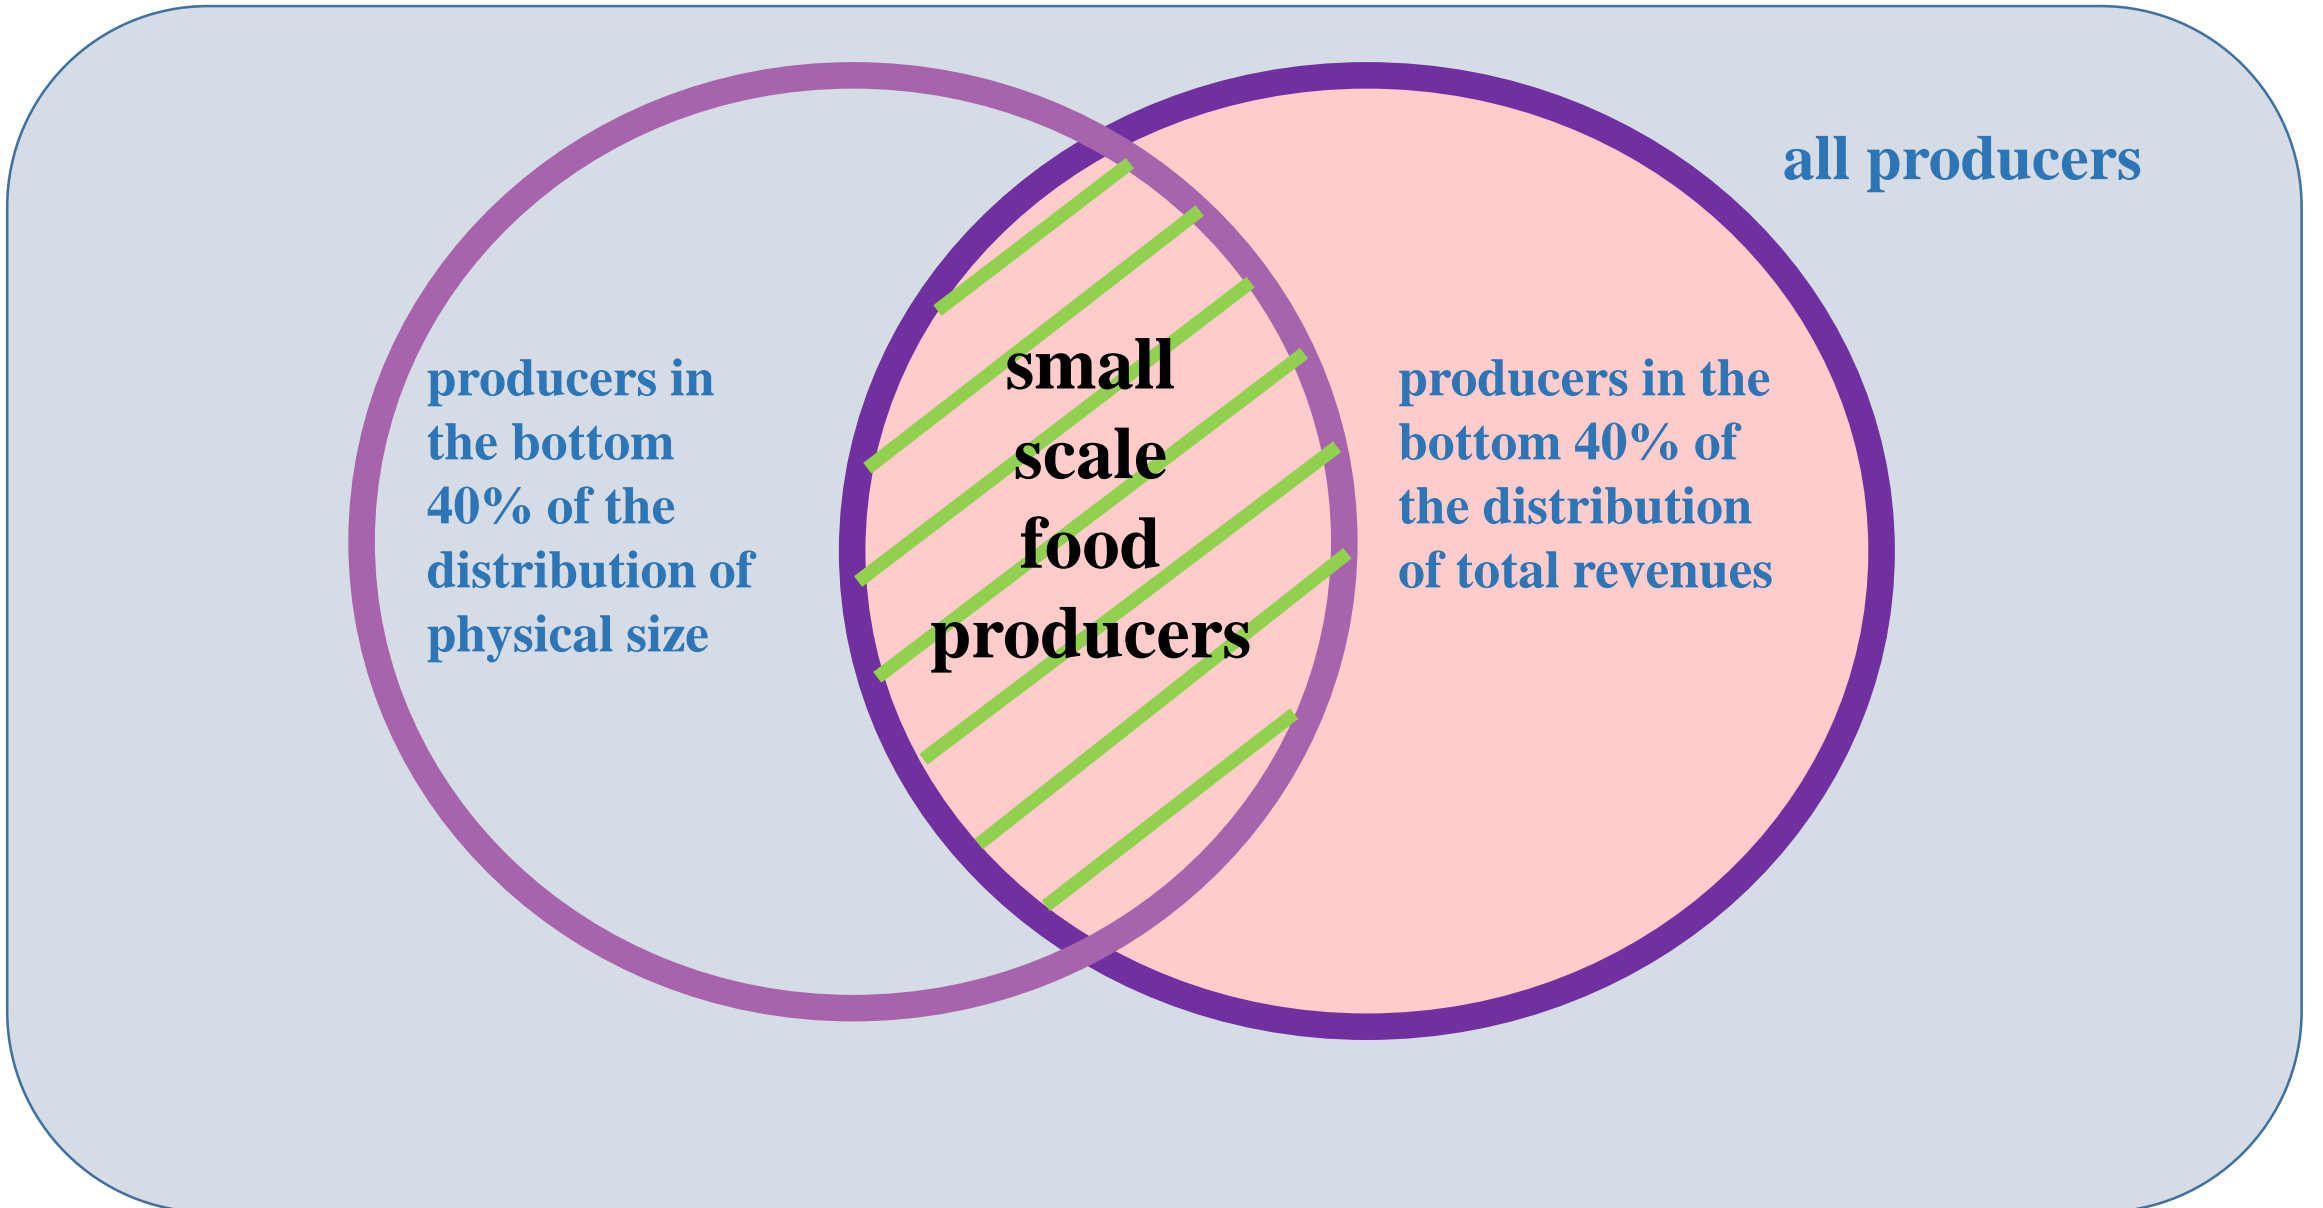 all producers
producers in
the bottom
40% of the
distribution of
physical size
small
scale
food
producers
producers in the
bottom 40% of
the distribution
of total revenues